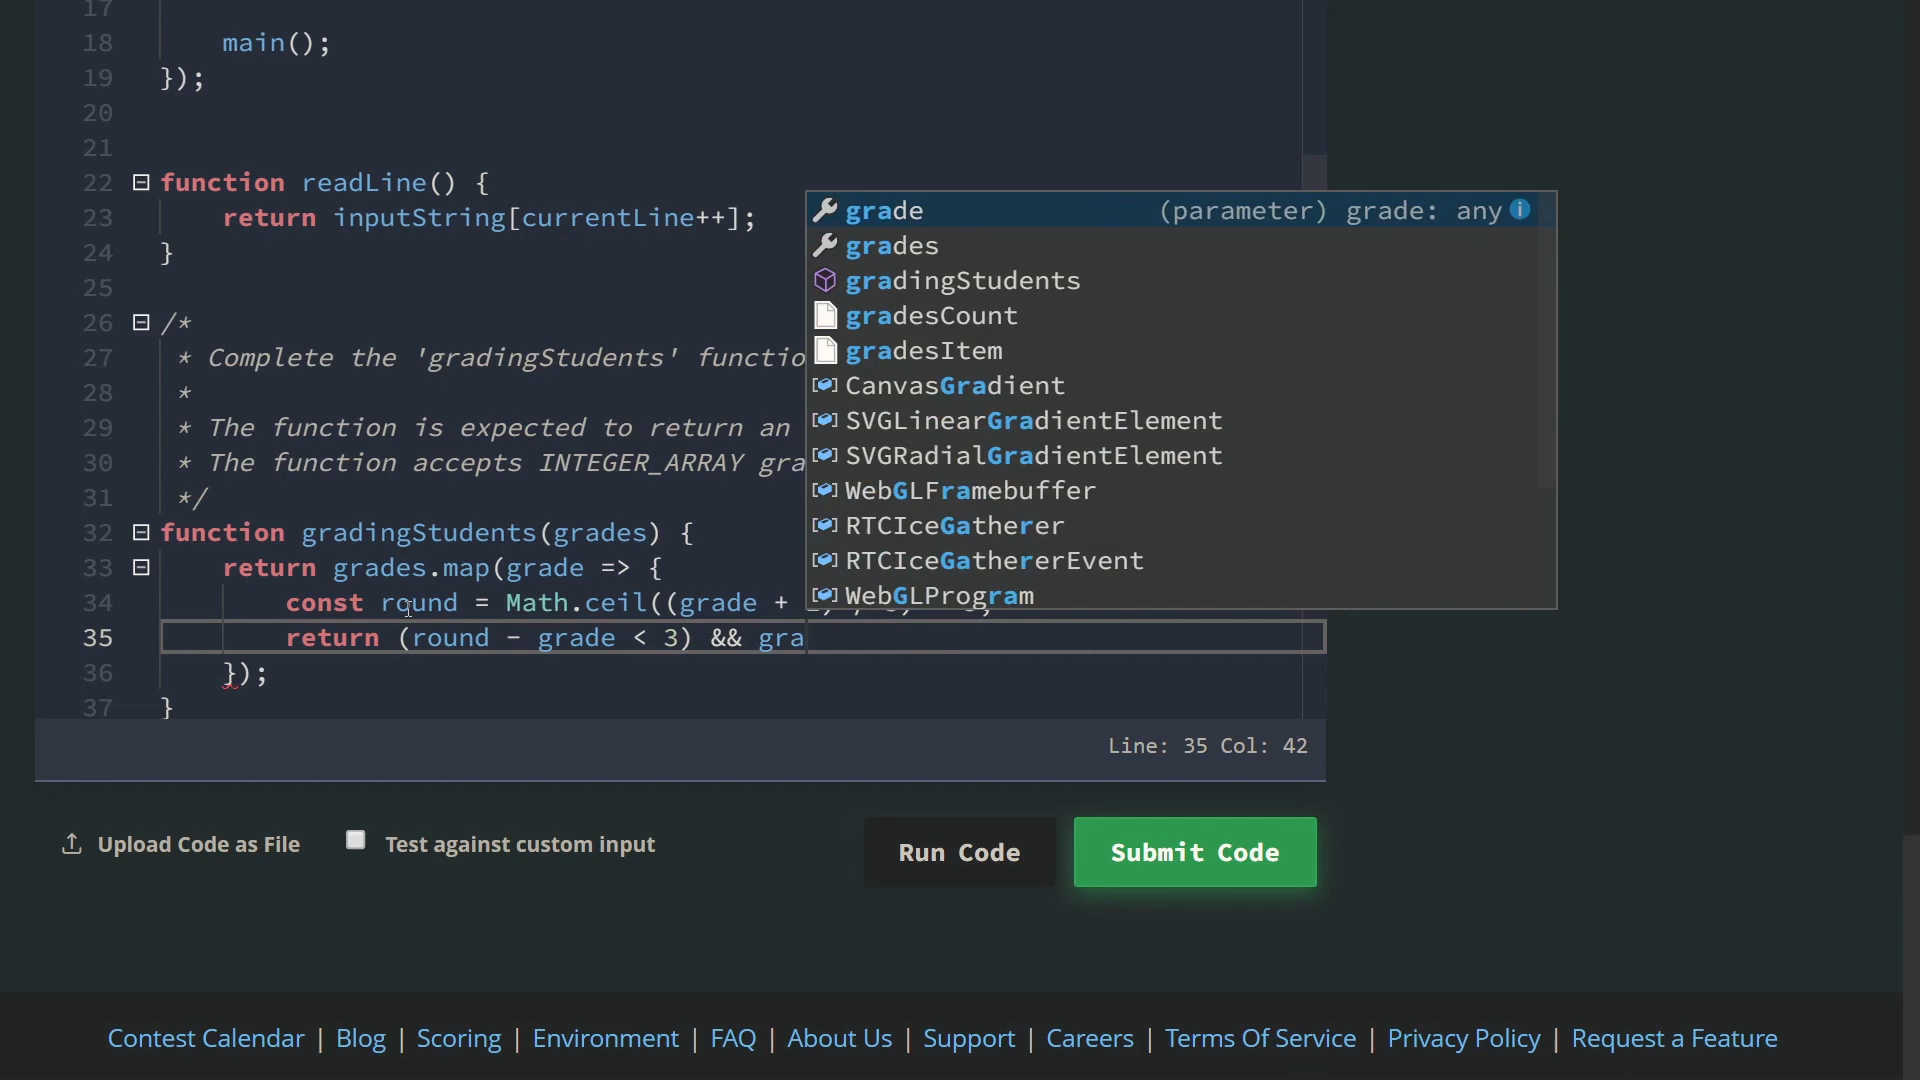 17
18 main();
19 });
20
21
22 function readLine() {
23 return inputString[currentLine++];
24 }
25
26 /*
27 * Complete the 'gradingStudents' functio
28 *
29 * The function is expected to return an
30 * The function accepts INTEGER_ARRAY gra
31 */
32 function gradingStudents(grades) {
33 return grades.map(grade => {
34 const round = Math.ceil((grade +
35 return (round - grade < 3) && gra
36 });
37 }
grade (parameter) grade: any
grades
gradingStudents
gradesCount
gradesItem
CanvasGradient
SVGLinearGradientElement
SVGRadialGradientElement
WebGLFramebuffer
RTCIceGatherer
RTCIceGathererEvent
WebGLProgram
Line: 35 Col: 42
Upload Code as File Test against custom input Run Code Submit Code
Contest Calendar | Blog | Scoring | Environment | FAQ | About Us | Support | Careers | Terms Of Service | Privacy Policy | Request a Feature